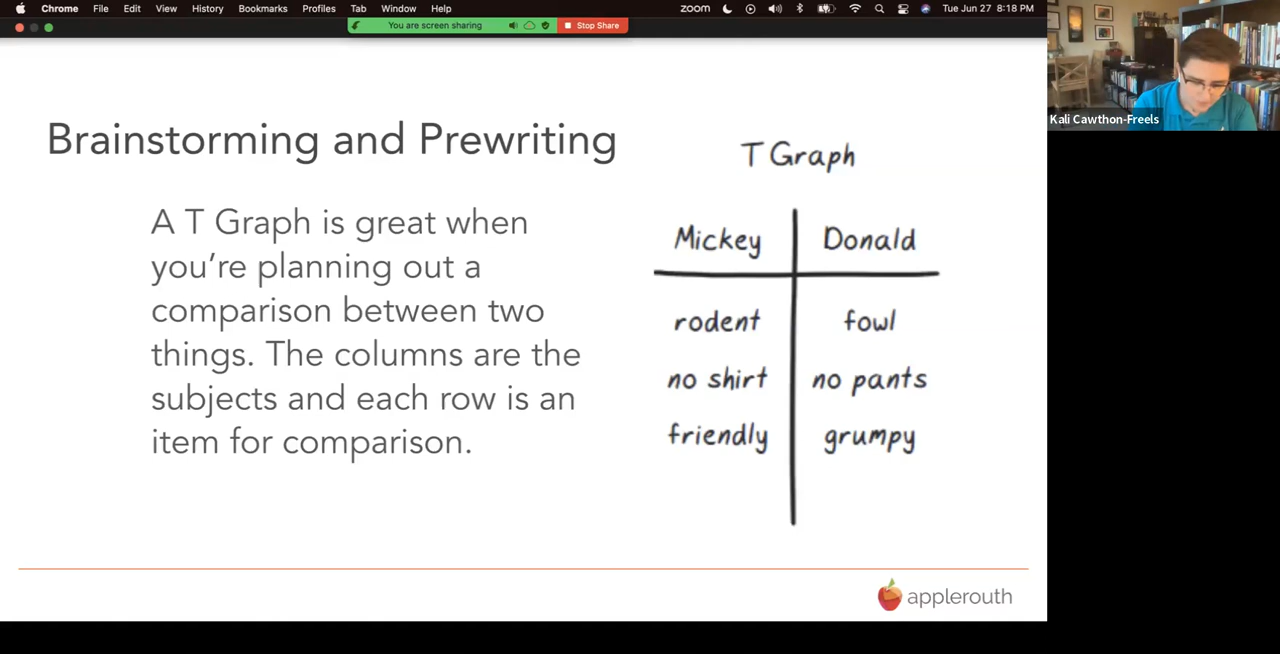 Chrome File Edit View History Bookmarks Profiles Tab Window Help zoom Tue Jun 27 8:18 PM
You are screen sharing Stop Share
Kali Cawthon-Freels
Brainstorming and Prewriting
A T Graph is great when
you're planning out a
comparison between two
things. The columns are the
subjects and each row is an
item for comparison.
T Graph
Mickey Donald
rodent fowl
no shirt no pants
friendly grumpy
applerouth